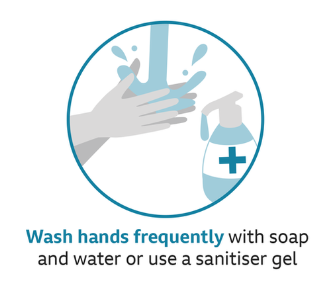 Wash hands frequently with soap
and water or use a sanitiser gel